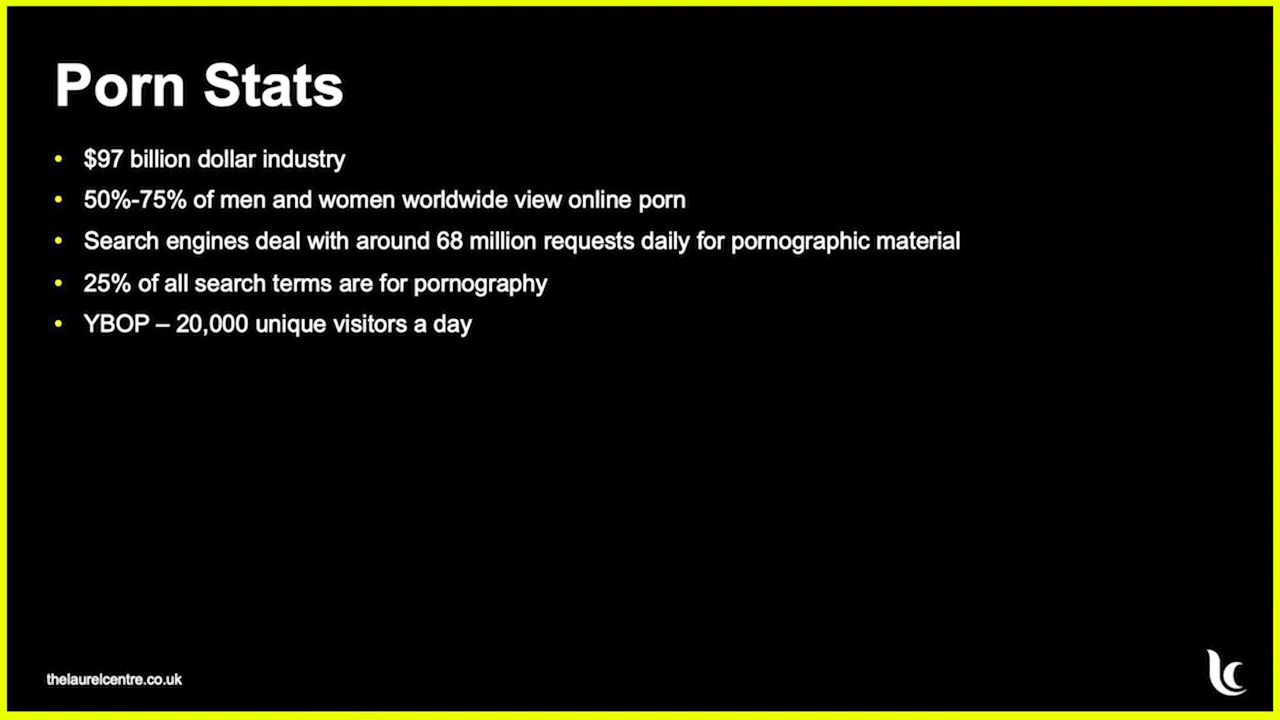 Porn Stats
• $97 billion dollar industry
• 50%-75% of men and women worldwide view online porn
• Search engines deal with around 68 million requests daily for pornographic material
• 25% of all search terms are for pornography
• YBOP – 20,000 unique visitors a day
thelaurelcentre.co.uk
lc